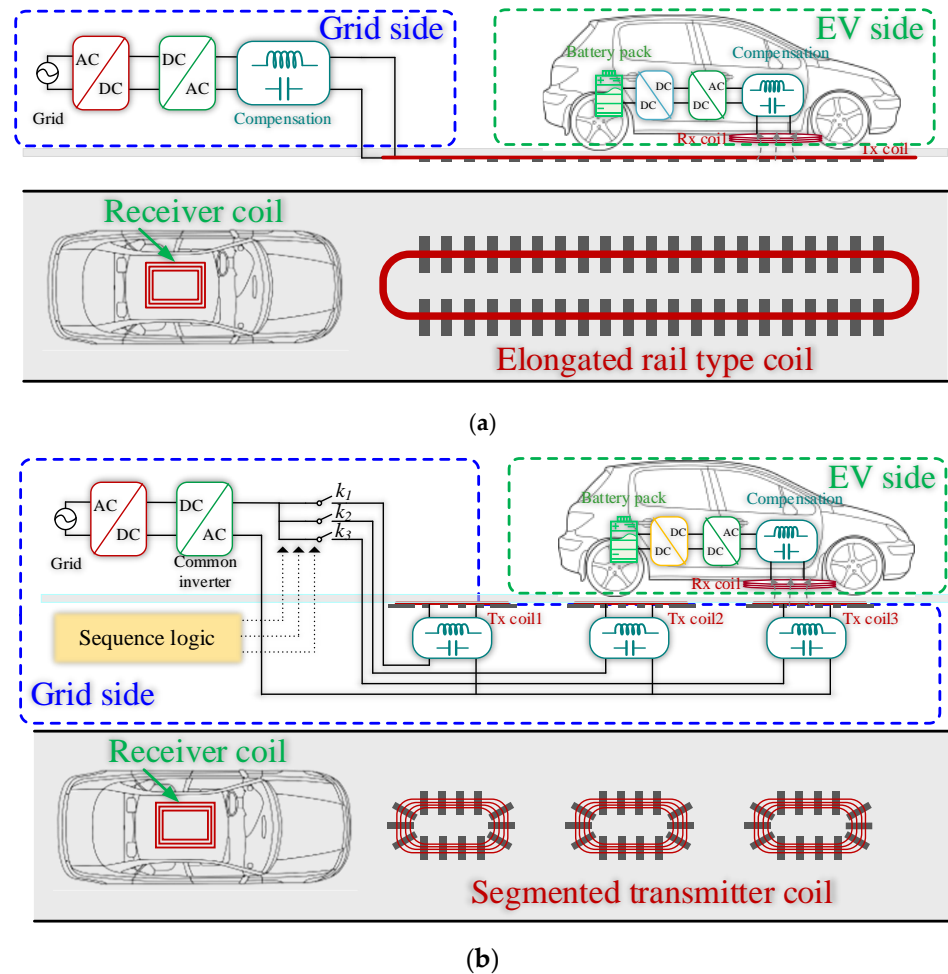 Grid side
EV side
AC
DC
DC
AC
Grid
Compensation
Battery pack
Compensation
DC
DC
AC
DC
Rx coil
Tx coil
Receiver coil
Elongated rail type coil
(a)
AC
DC
DC
AC
Grid
Common
inverter
k1
k2
k3
EV side
Battery pack
Compensation
DC
DC
AC
DC
Rx coil
Sequence logic
Tx coil1
Tx coil2
Tx coil3
Grid side
Receiver coil
Segmented transmitter coil
(b)